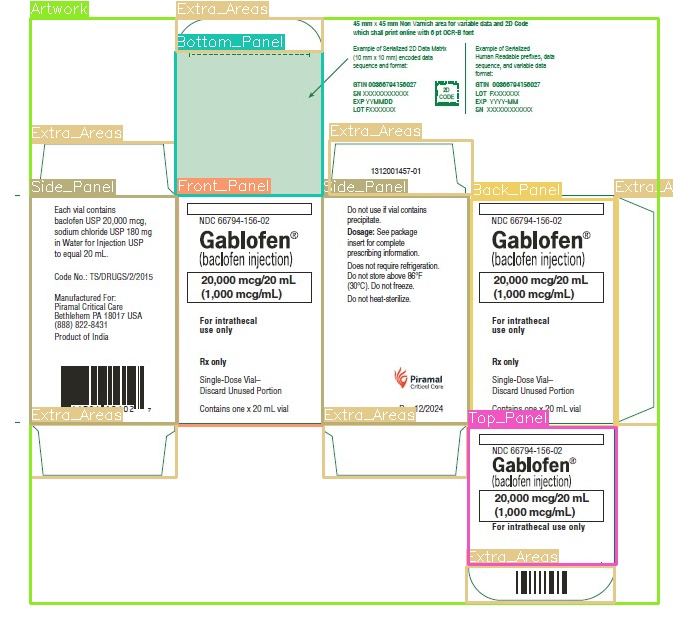 Artwork
Extra_Areas
45 mm x 45 mm Non Varnish area for variable data and 2D Code
which shall print online with 6 pt OCR-B font
Bottom_Panel
Example of Serialized 2D Data Matrix
(10 mm x 10 mm) encoded data
sequence and format:
GTIN 00366794156027
SN XXXXXXXXXXXX
EXP YYMMDD
LOT FXXXXXXX
2D
CODE
Example of Serialized
Human Readable prefixes, data
sequence, and variable data
format:
GTIN 00366794156027
LOT FXXXXXXX
EXP YYYY-MM
SN XXXXXXXXXXXX
Extra_Areas
Extra_Areas
1312001457-01
Side_Panel
Each vial contains
baclofen USP 20,000 mcg,
sodium chloride USP 180 mg
in Water for Injection USP
to equal 20 mL.
Code No.: TS/DRUGS/2/2015
Manufactured For:
Piramal Critical Care
Bethlehem PA 18017 USA
(888) 822-8431
Product of India
7
Front_Panel
NDC 66794-156-02
Gablofen®
(baclofen injection)
20,000 mcg/20 mL
(1,000 mcg/mL)
For intrathecal
use only
Rx only
Single-Dose Vial–
Discard Unused Portion
Contains one x 20 mL vial
Side_Panel
Do not use if vial contains
precipitate.
Dosage: See package
insert for complete
prescribing information.
Does not require refrigeration.
Do not store above 86°F
(30°C). Do not freeze.
Do not heat-sterilize.
Piramal
Critical Care
12/2024
Back_Panel
NDC 66794-156-02
Gablofen®
(baclofen injection)
20,000 mcg/20 mL
(1,000 mcg/mL)
For intrathecal
use only
Rx only
Single-Dose Vial–
Discard Unused Portion
Contains one x 20 mL vial
Extra_A
Extra_Areas
Extra_Areas
Top_Panel
NDC 66794-156-02
Gablofen®
(baclofen injection)
20,000 mcg/20 mL
(1,000 mcg/mL)
For intrathecal use only
Extra_Areas